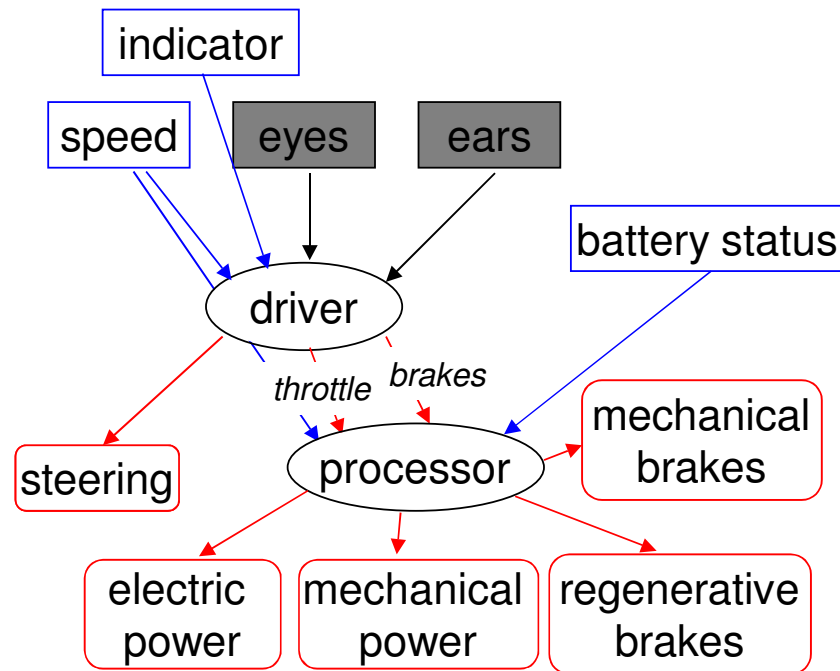 indicator
speed
eyes
ears
battery status
driver
throttle
brakes
mechanical
brakes
steering
processor
electric
power
mechanical
power
regenerative
brakes